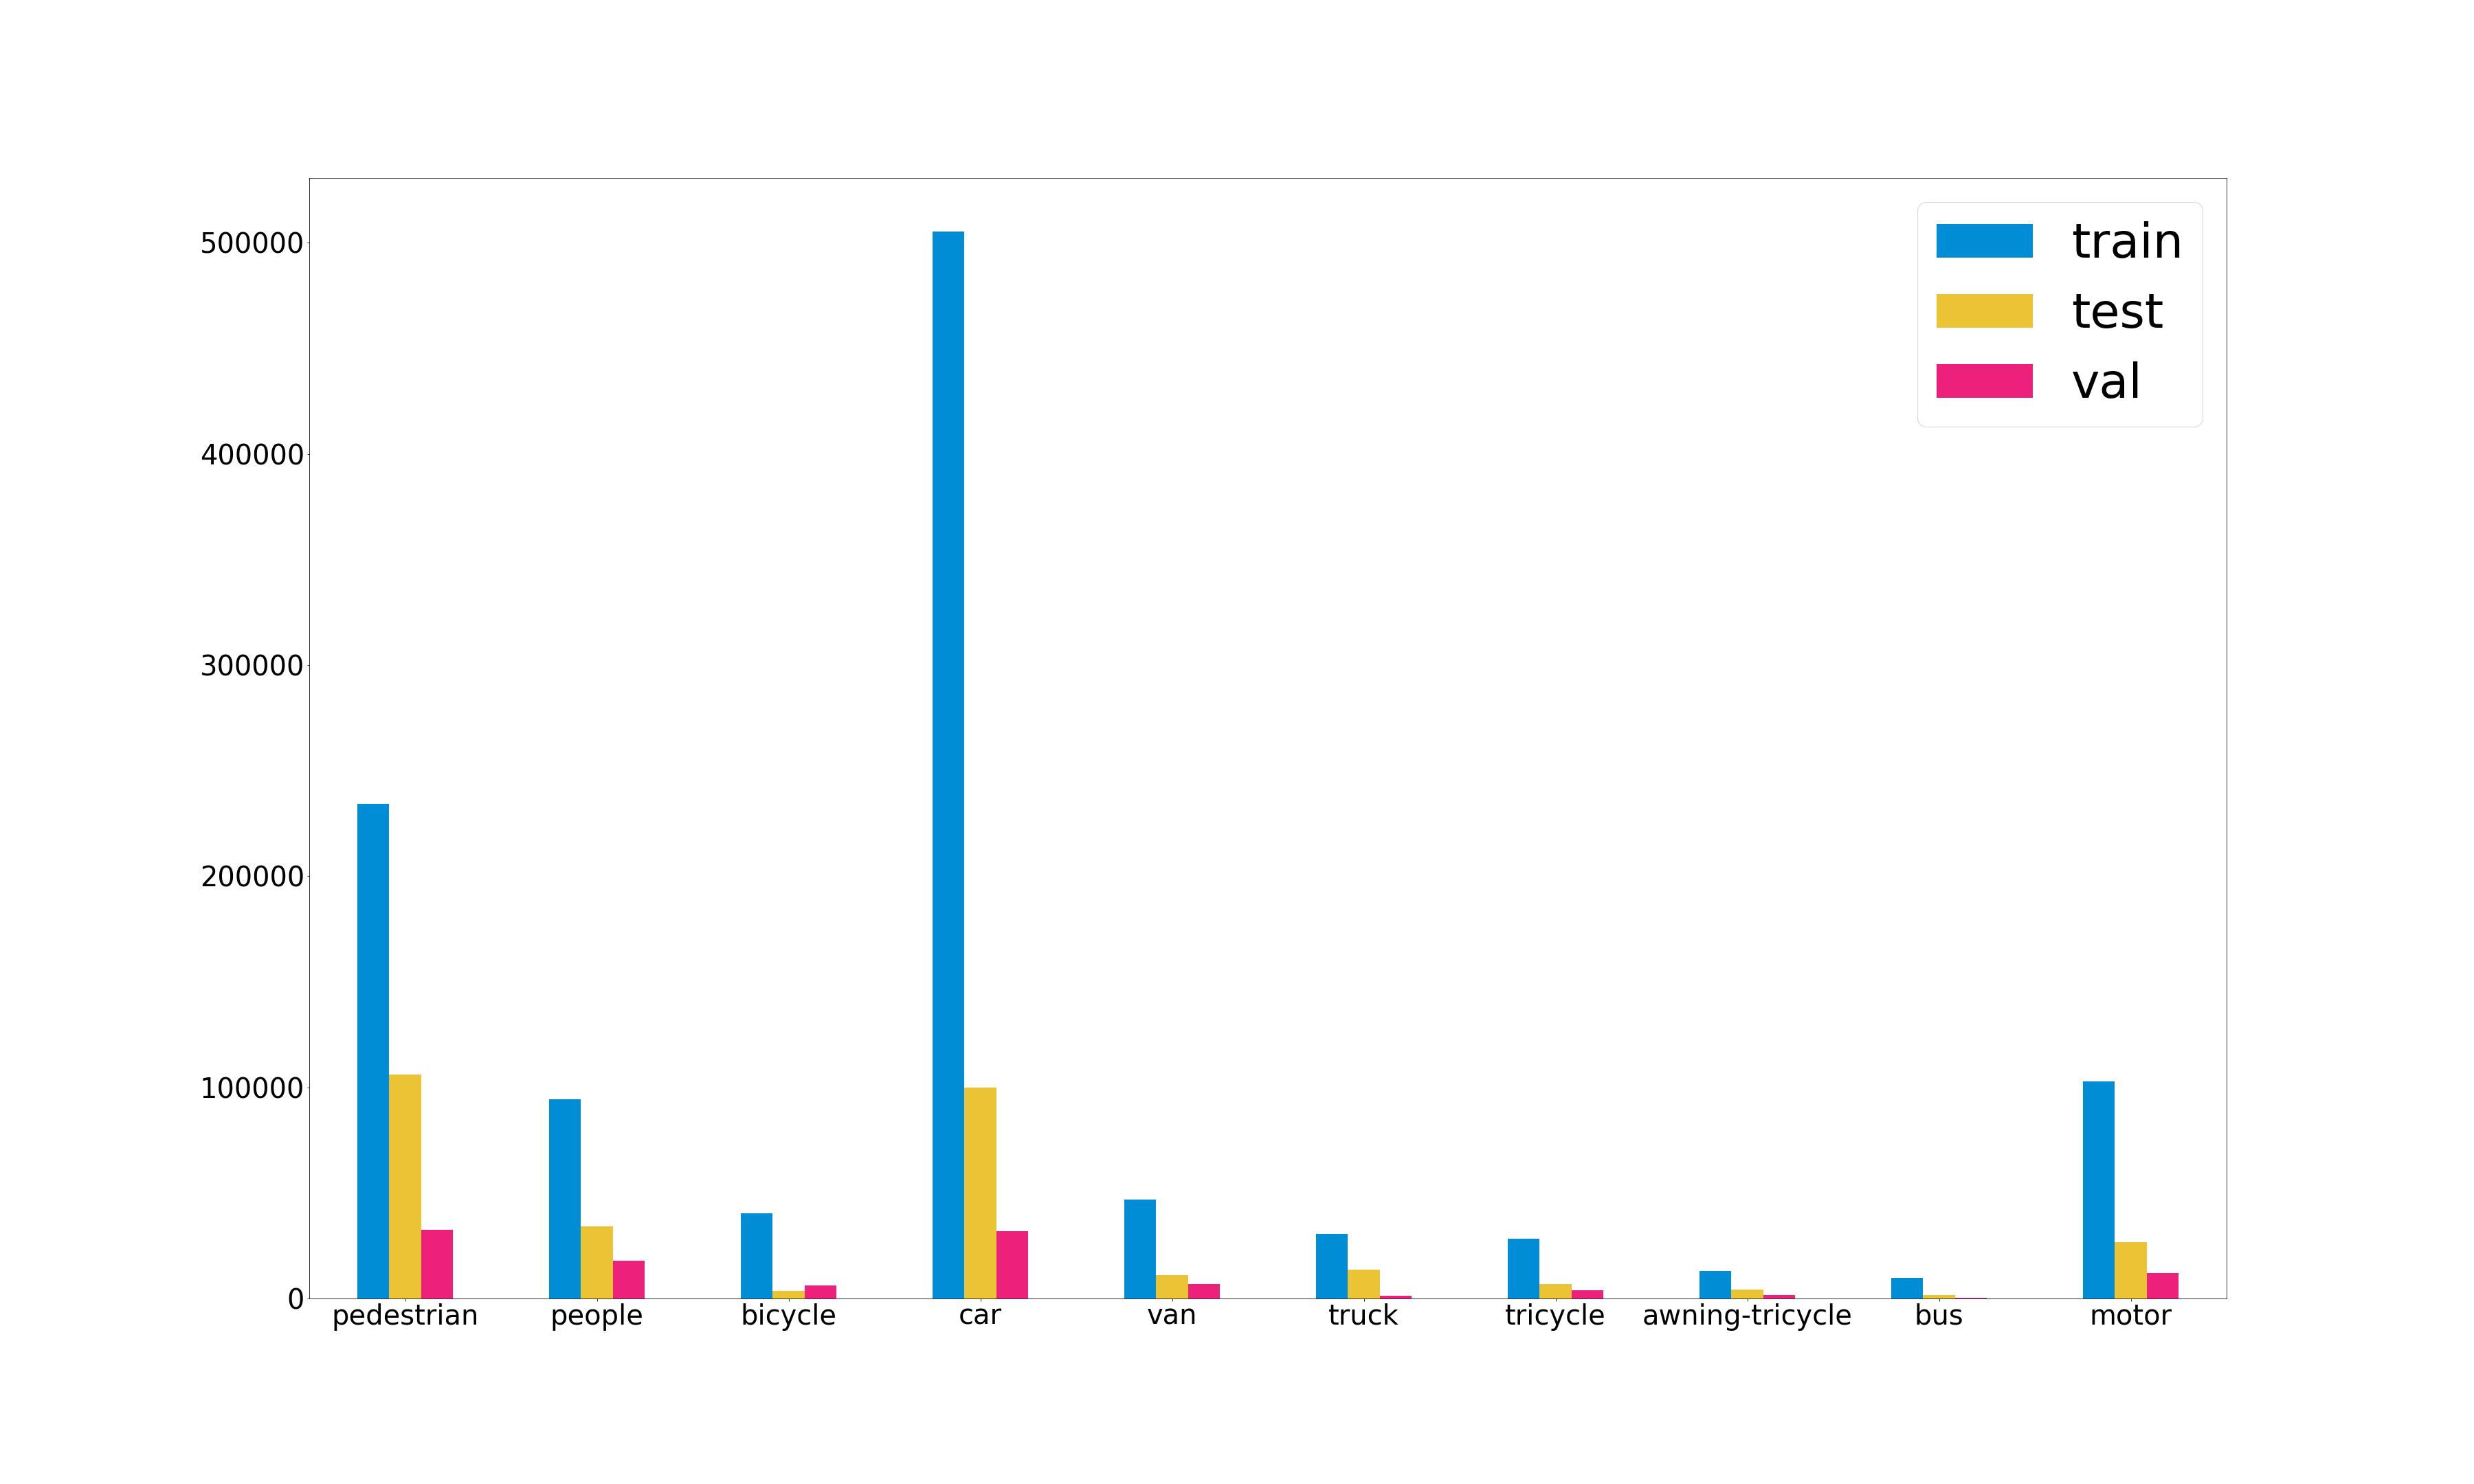 500000
400000
300000
200000
100000
0
train
test
val
pedestrian people bicycle car van truck tricycle awning-tricycle bus motor